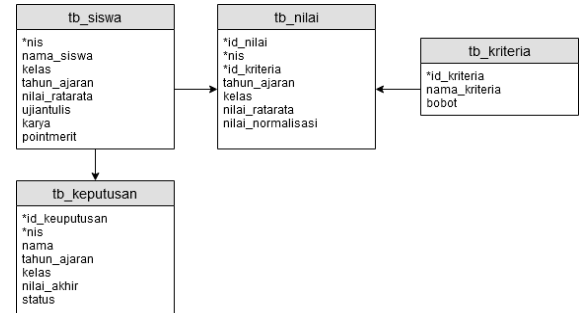 tb_siswa
*nis
nama_siswa
kelas
tahun_ajaran
nilai_ratarata
ujiantulis
karya
pointmerit
tb_nilai
*id_nilai
*nis
*id_kriteria
tahun_ajaran
kelas
nilai_ratarata
nilai_normalisasi
tb_kriteria
*id_kriteria
nama_kriteria
bobot
tb_keputusan
*id_keuputusan
*nis
nama
tahun_ajaran
kelas
nilai_akhir
status